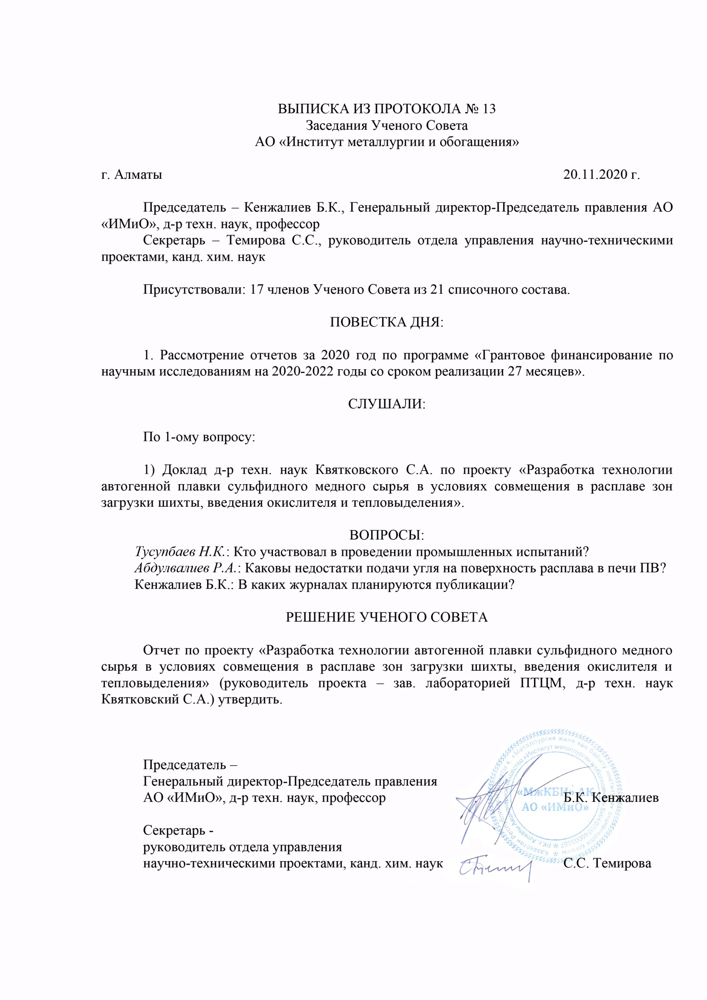 ВЫПИСКА ИЗ ПРОТОКОЛА № 13
Заседания Ученого Совета
АО «Институт металлургии и обогащения»
г. Алматы 20.11.2020 г.
Председатель – Кенжалиев Б.К., Генеральный директор-Председатель правления АО
«ИМиО», д-р техн. наук, профессор
Секретарь – Темирова С.С., руководитель отдела управления научно-техническими
проектами, канд. хим. наук
Присутствовали: 17 членов Ученого Совета из 21 списочного состава.
ПОВЕСТКА ДНЯ:
1. Рассмотрение отчетов за 2020 год по программе «Грантовое финансирование по
научным исследованиям на 2020-2022 годы со сроком реализации 27 месяцев».
СЛУШАЛИ:
По 1-ому вопросу:
1) Доклад д-р техн. наук Квятковского С.А. по проекту «Разработка технологии
автогенной плавки сульфидного медного сырья в условиях совмещения в расплаве зон
загрузки шихты, введения окислителя и тепловыделения».
ВОПРОСЫ:
Тусупбаев Н.К.: Кто участвовал в проведении промышленных испытаний?
Абдулвалиев Р.А.: Каковы недостатки подачи угля на поверхность расплава в печи ПВ?
Кенжалиев Б.К.: В каких журналах планируются публикации?
РЕШЕНИЕ УЧЕНОГО СОВЕТА
Отчет по проекту «Разработка технологии автогенной плавки сульфидного медного
сырья в условиях совмещения в расплаве зон загрузки шихты, введения окислителя и
тепловыделения» (руководитель проекта – зав. лабораторией ПТЦМ, д-р техн. наук
Квятковский С.А.) утвердить.
Председатель –
Генеральный директор-Председатель правления
АО «ИМиО», д-р техн. наук, профессор Б.К. Кенжалиев
Секретарь -
руководитель отдела управления
научно-техническими проектами, канд. хим. наук С.С. Темирова
«МжКБИ» АК
АО «ИМиО»